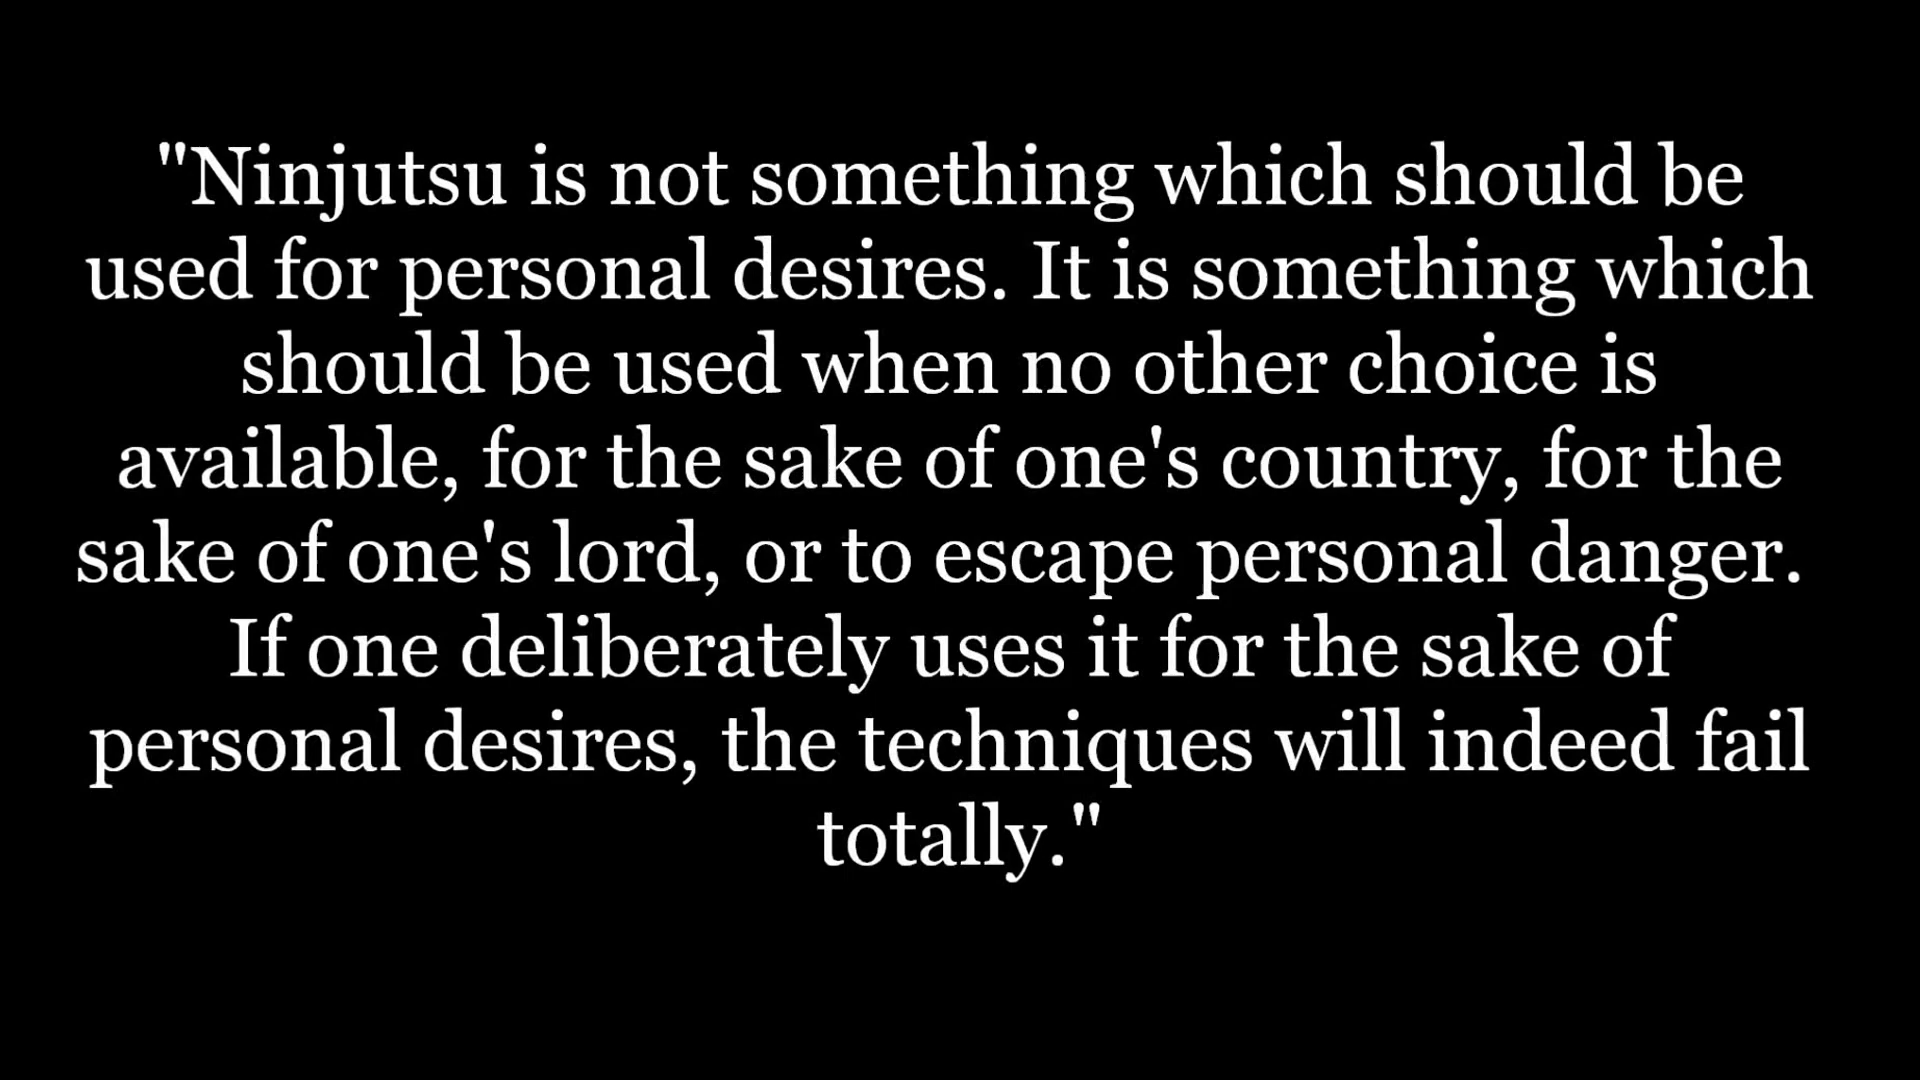 "Ninjutsu is not something which should be
used for personal desires. It is something which
should be used when no other choice is
available, for the sake of one's country, for the
sake of one's lord, or to escape personal danger.
If one deliberately uses it for the sake of
personal desires, the techniques will indeed fail
totally."